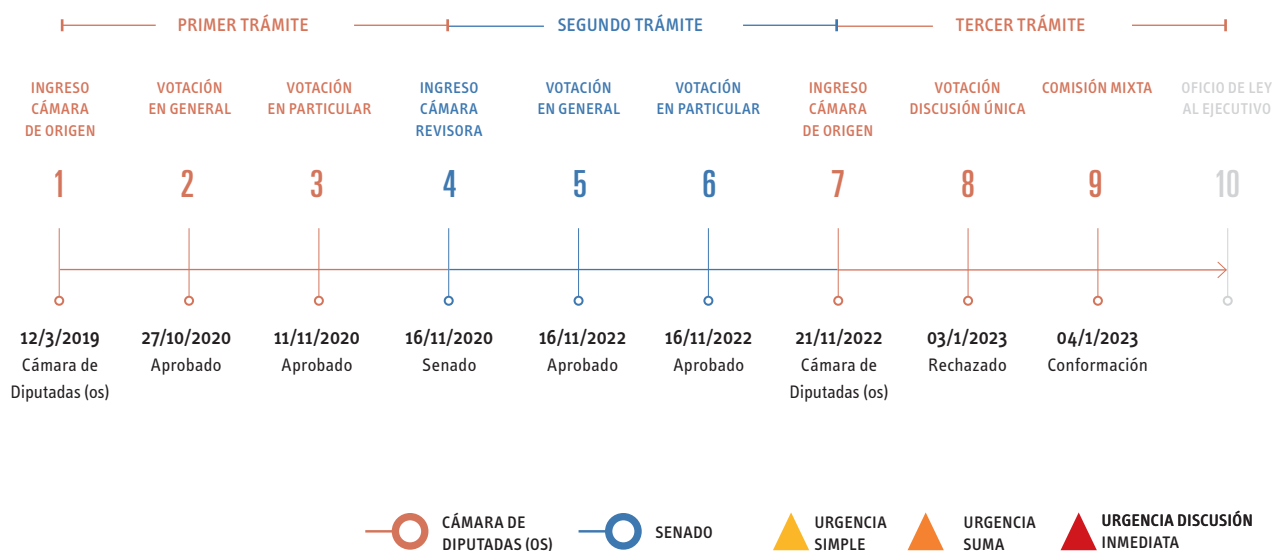 PRIMER TRÁMITE
SEGUNDO TRÁMITE
TERCER TRÁMITE
INGRESO
CÁMARA
DE ORIGEN
VOTACIÓN
EN GENERAL
VOTACIÓN
EN PARTICULAR
INGRESO
CÁMARA
REVISORA
VOTACIÓN
EN GENERAL
VOTACIÓN
EN PARTICULAR
INGRESO
CÁMARA
DE ORIGEN
VOTACIÓN
DISCUSIÓN ÚNICA
COMISIÓN MIXTA
OFICIO DE LEY
AL EJECUTIVO
1
2
3
4
5
6
7
8
9
10
12/3/2019
Cámara de
Diputadas (os)
27/10/2020
Aprobado
11/11/2020
Aprobado
16/11/2020
Senado
16/11/2022
Aprobado
16/11/2022
Aprobado
21/11/2022
Cámara de
Diputadas (os)
03/1/2023
Rechazado
04/1/2023
Conformación
CÁMARA DE
DIPUTADAS (OS)
SENADO
URGENCIA
SIMPLE
URGENCIA
SUMA
URGENCIA DISCUSIÓN
INMEDIATA